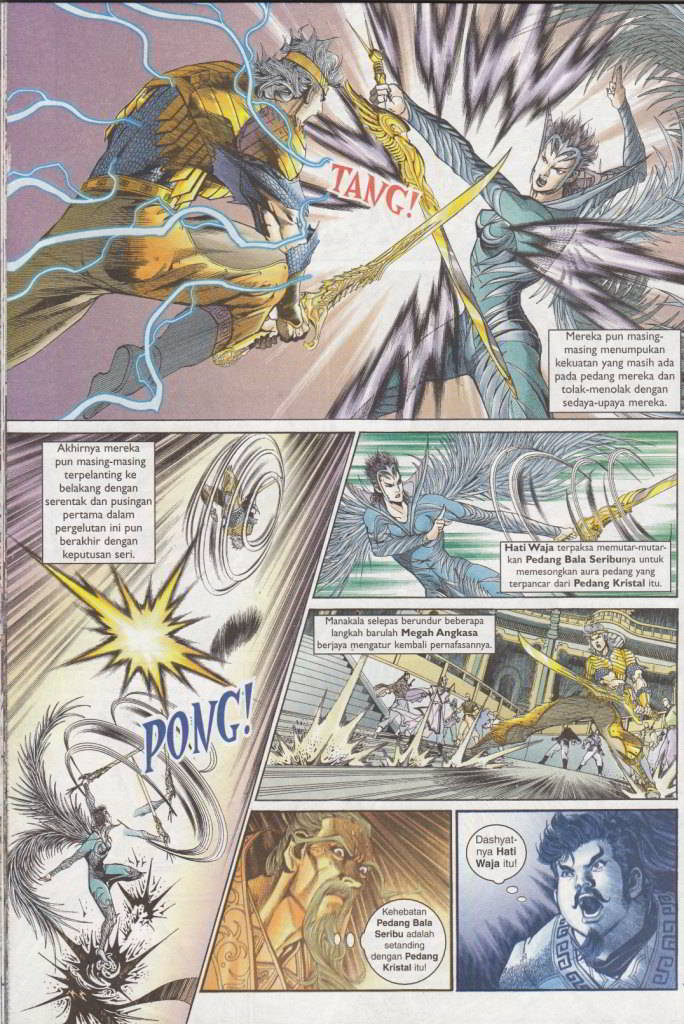 TANG!
Mereka pun masing-
masing menumpukan
kekuatan yang masih ada
pada pedang mereka dan
tolak-menolak dengan
sedaya-upaya mereka.
Akhirnya mereka
pun masing-masing
terpelanting ke
belakang dengan
serentak dan pusingan
pertama dalam
pergelutan ini pun
berakhir dengan
keputusan seri.
PONG!
Hati Waja terpaksa memutar-mutar-
kan Pedang Bala Seribunya untuk
memesongkan aura pedang yang
terpancar dari Pedang Kristal itu.
Manakala selepas berundur beberapa
langkah barulah Megah Angkasa
berjaya mengatur kembali pernafasannya.
Kehebatan
Pedang Bala
Seribu adalah
setanding
dengan Pedang
Kristal itu!
Dashyat-
nya Hati
Waja itu!